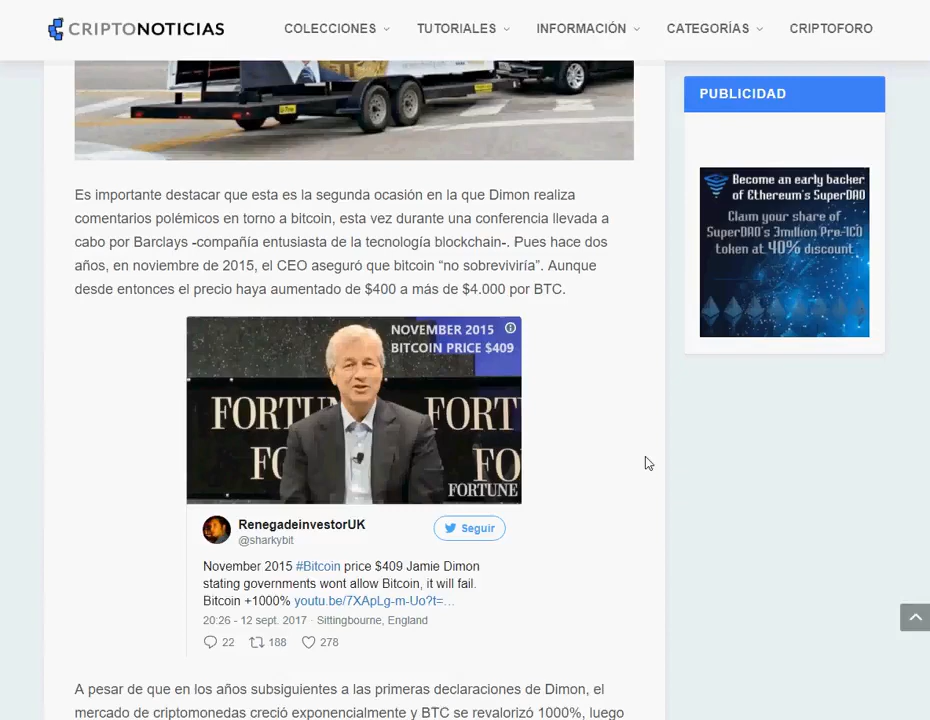 CRIPTONOTICIAS
COLECCIONES
TUTORIALES
INFORMACIÓN
CATEGORÍAS
CRIPTOFORO
Es importante destacar que esta es la segunda ocasión en la que Dimon realiza
comentarios polémicos en torno a bitcoin, esta vez durante una conferencia llevada a
cabo por Barclays -compañía entusiasta de la tecnología blockchain-. Pues hace dos
años, en noviembre de 2015, el CEO aseguró que bitcoin “no sobreviviría”. Aunque
desde entonces el precio haya aumentado de $400 a más de $4.000 por BTC.
NOVEMBER 2015
BITCOIN PRICE $409
FORTUN
FORT
FO
FO
FORTUNE
RenegadeinvestorUK
@sharkybit
Seguir
November 2015 #Bitcoin price $409 Jamie Dimon
stating governments wont allow Bitcoin, it will fail.
Bitcoin +1000% youtu.be/7XApLg-m-Uo?t=…
20:26 - 12 sept. 2017 · Sittingbourne, England
22 188 278
A pesar de que en los años subsiguientes a las primeras declaraciones de Dimon, el
mercado de criptomonedas creció exponencialmente y BTC se revalorizó 1000%, luego
PUBLICIDAD
Become an early backer
of Ethereum's SuperDAO
Claim your share of
SuperDAO's 3million Pre-ICO
token at 40% discount